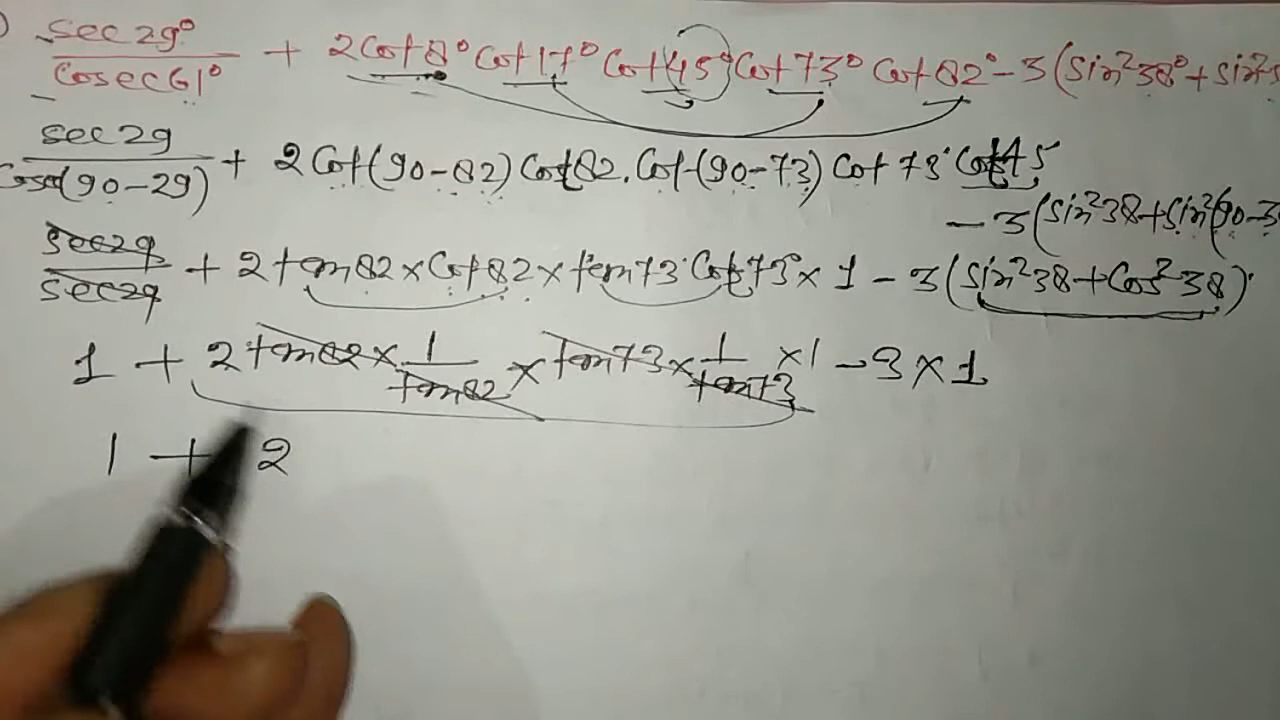 ) sec29° / Cosec61° + 2Cot8° Cot17° Cot45° Cot73° Cot82° - 3(Sin²38° + Sin²5
sec29 / Cosec(90-29) + 2Cot(90-82) Cot82. Cot(90-73) Cot73 Cot45
- 3(Sin²38+Sin²(90-3
sec29 / sec29 + 2tan82 × Cot82 × tan73 Cot73° × 1 - 3(Sin²38+Cos²38)
1 + 2tan82 × 1/tan82 × tan73 × 1/tan73 × 1 - 3 × 1
1 + 2